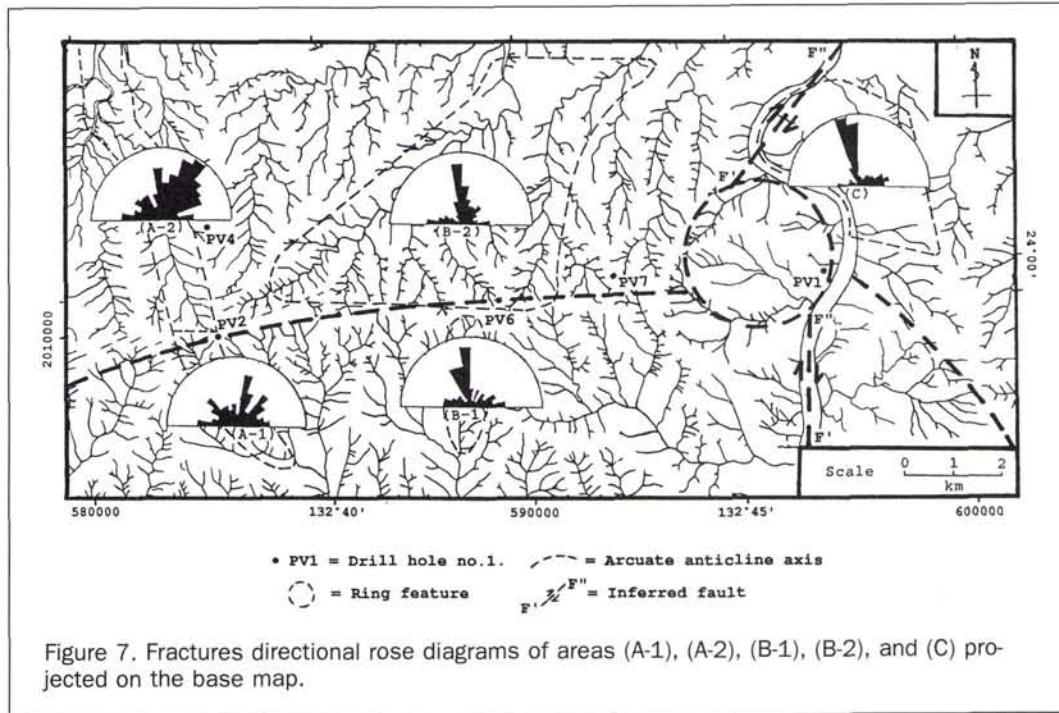 F"
N
F'
(C)
(A-2)
PV4
(B-2)
24°00'
PV1
PV7
PV2
PV6
F"
2010000
(A-1)
(B-1)
F'
Scale 0 1 2
km
580000 132°40' 590000 132°45' 600000
• PV1 = Drill hole no.1. = Arcuate anticline axis
= Ring feature F' F" = Inferred fault
Figure 7. Fractures directional rose diagrams of areas (A-1), (A-2), (B-1), (B-2), and (C) pro-
jected on the base map.